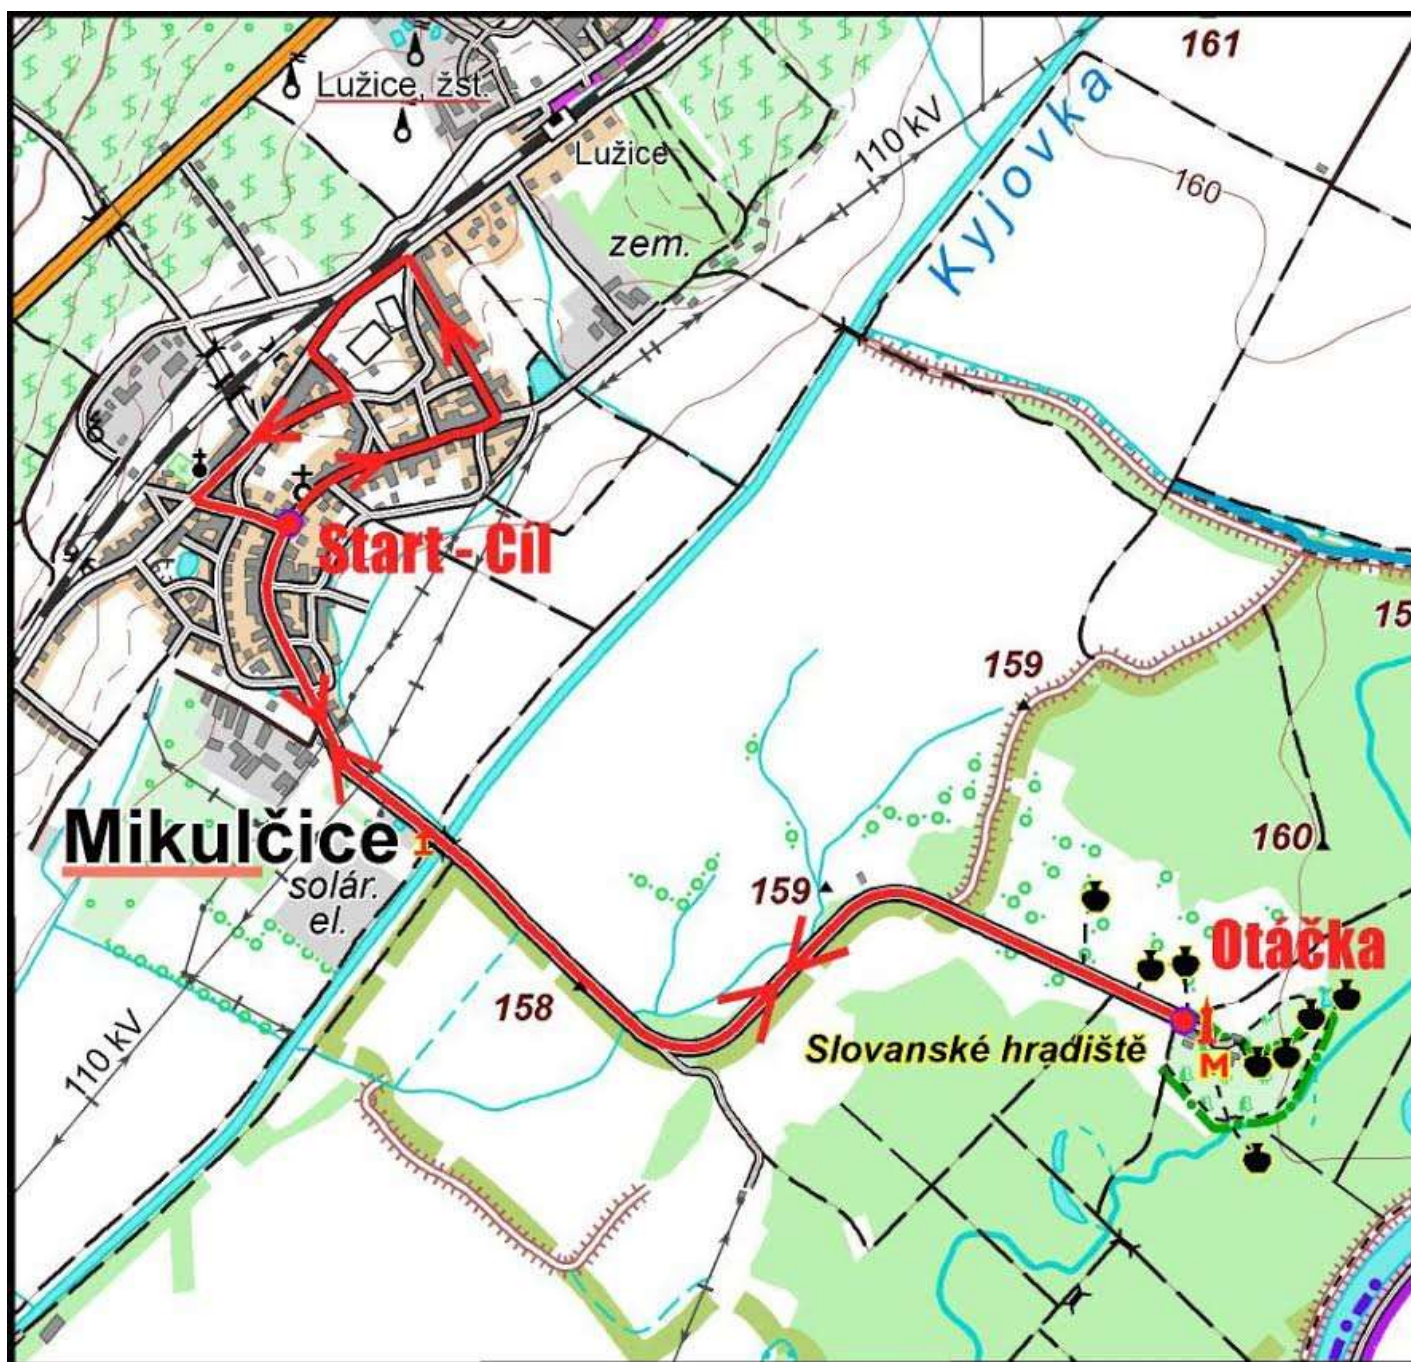 161
Lužice, žst.
Lužice
110 kV
Kyjovka
160
zem.
Start - Cíl
15
159
Mikulčice
solár.
el.
160
159
Otáčka
158
Slovanské hradiště
M
110 kV